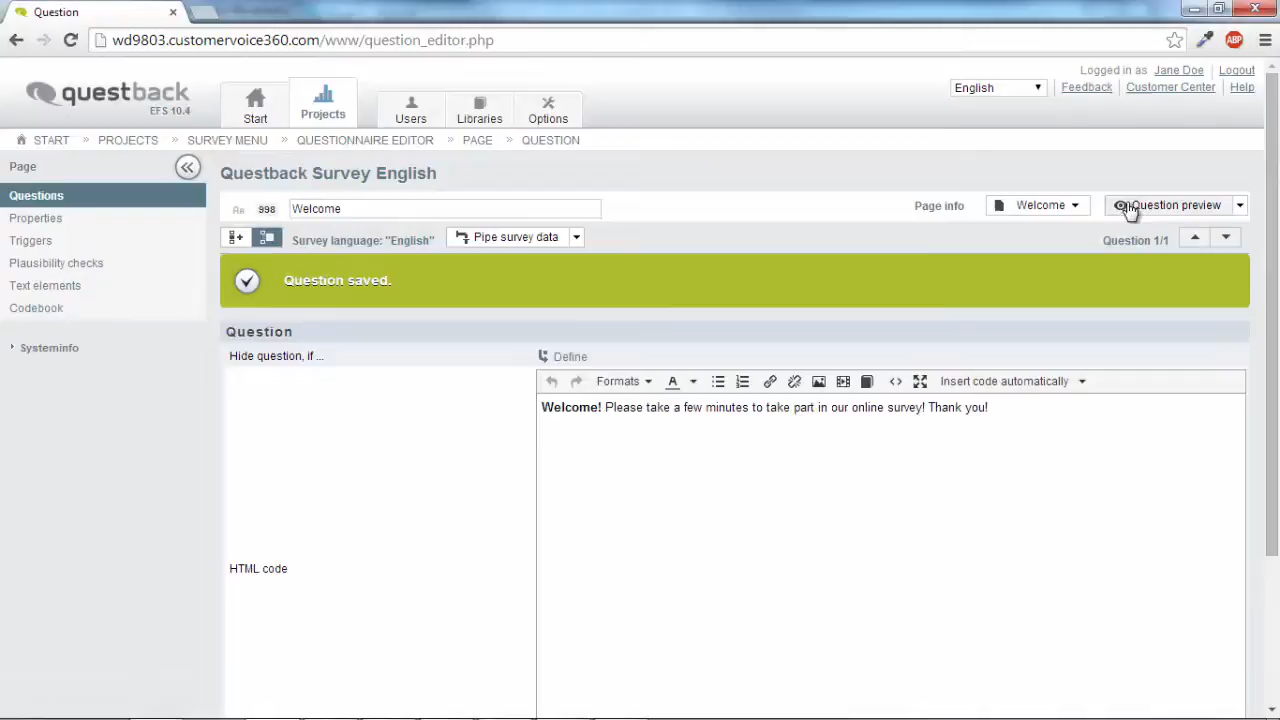 Question
wd9803.customervoice360.com/www/question_editor.php
ABP
Logged in as Jane Doe | Logout
questback
EFS 10.4
Start
Projects
Users
Libraries
Options
English
Feedback | Customer Center | Help
START » PROJECTS » SURVEY MENU » QUESTIONNAIRE EDITOR » PAGE » QUESTION
Page
Questions
Properties
Triggers
Plausibility checks
Text elements
Codebook
Systeminfo
Questback Survey English
Re 998 Welcome
Page info Welcome
Question preview
Survey language: "English"
Pipe survey data
Question 1/1
Question saved.
Question
Hide question, if ...
Define
Formats
A
Insert code automatically
Welcome! Please take a few minutes to take part in our online survey! Thank you!
HTML code